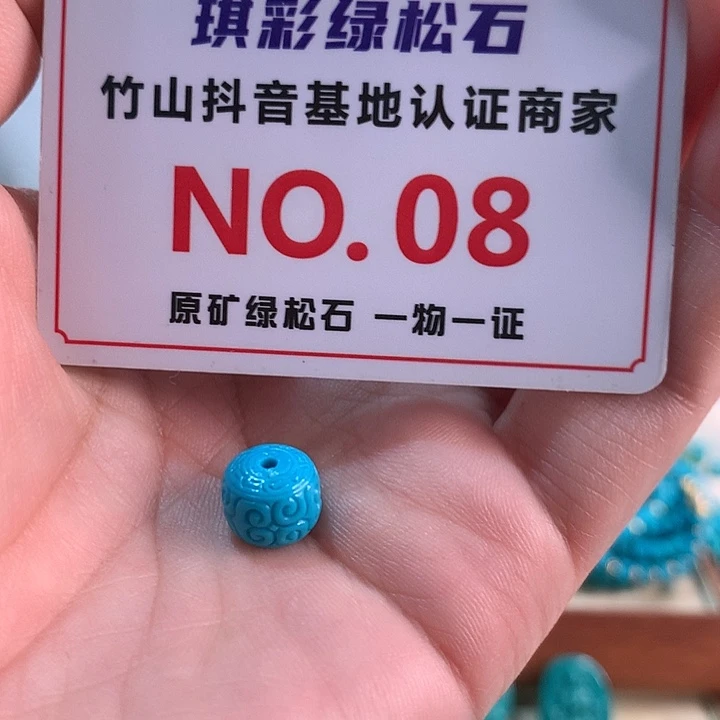 琪彩绿松石
竹山抖音基地认证商家
NO.08
原矿绿松石 一物一证